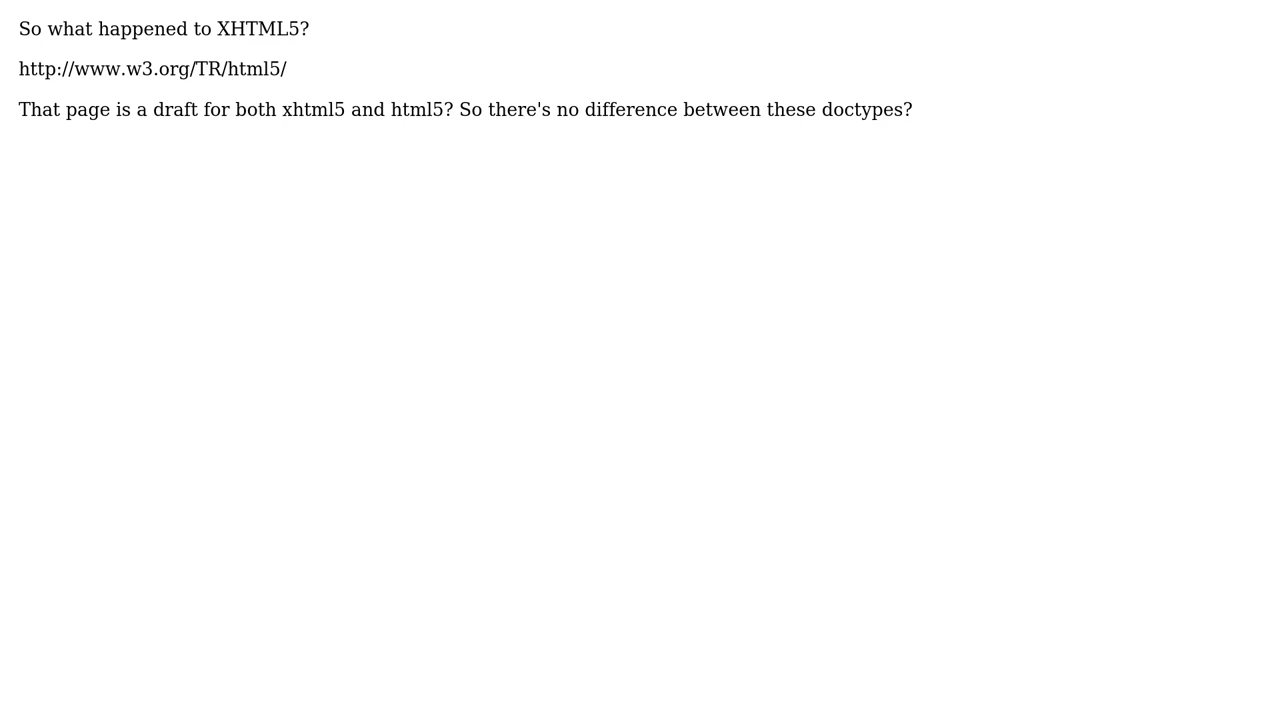 So what happened to XHTML5?
http://www.w3.org/TR/html5/
That page is a draft for both xhtml5 and html5? So there's no difference between these doctypes?